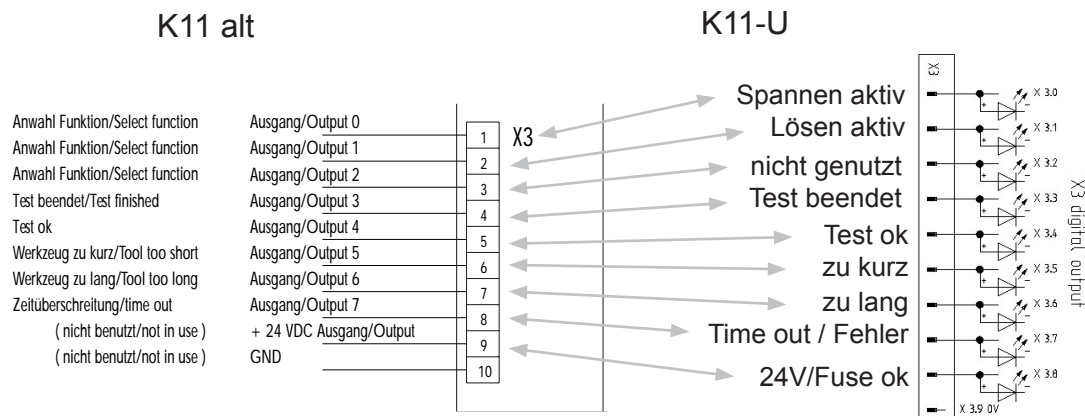 K11 alt
K11-U
Anwahl Funktion/Select function Ausgang/Output 0
Anwahl Funktion/Select function Ausgang/Output 1
Anwahl Funktion/Select function Ausgang/Output 2
Test beendet/Test finished Ausgang/Output 3
Test ok Ausgang/Output 4
Werkzeug zu kurz/Tool too short Ausgang/Output 5
Werkzeug zu lang/Tool too long Ausgang/Output 6
Zeitüberschreitung/time out Ausgang/Output 7
( nicht benutzt/not in use ) + 24 VDC Ausgang/Output
( nicht benutzt/not in use ) GND
X3
1
2
3
4
5
6
7
8
9
10
Spannen aktiv
Lösen aktiv
nicht genutzt
Test beendet
Test ok
zu kurz
zu lang
Time out / Fehler
24V/Fuse ok
X3
+ - X 3.0
+ - X 3.1
+ - X 3.2
+ - X 3.3
+ - X 3.4
+ - X 3.5
+ - X 3.6
+ - X 3.7
+ - X 3.8
X 3.9 0V
X3 digital output